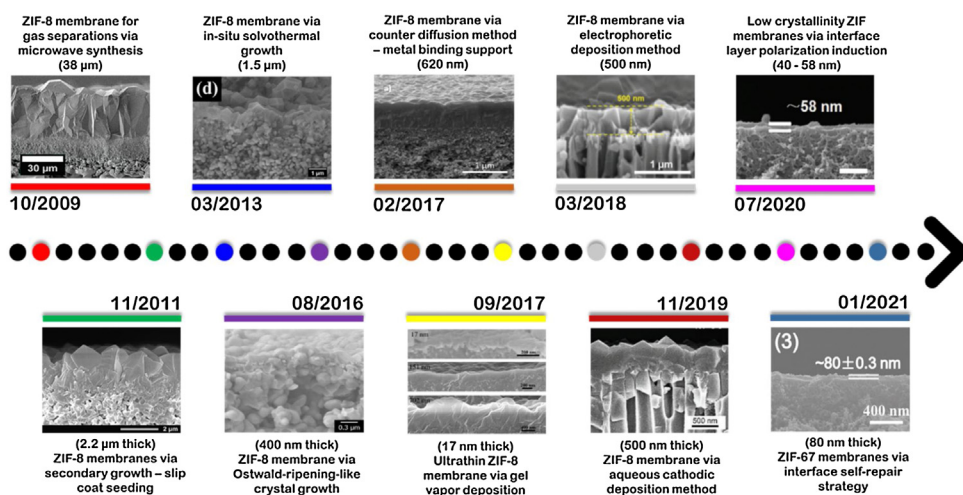 ZIF-8 membrane for
gas separations via
microwave synthesis
(38 µm)
30 µm
10/2009
ZIF-8 membrane via
in-situ solvothermal
growth
(1.5 µm)
(d)
1 µm
03/2013
ZIF-8 membrane via
counter diffusion method
– metal binding support
(620 nm)
1 µm
02/2017
ZIF-8 membrane via
electrophoretic
deposition method
(500 nm)
500 nm
1 µm
03/2018
Low crystallinity ZIF
membranes via interface
layer polarization induction
(40 - 58 nm)
~58 nm
07/2020
11/2011
2 µm
(2.2 µm thick)
ZIF-8 membranes via
secondary growth – slip
coat seeding
08/2016
0.3 µm
(400 nm thick)
ZIF-8 membrane via
Ostwald-ripening-like
crystal growth
09/2017
17 nm
(17 nm thick)
Ultrathin ZIF-8
membrane via gel
vapor deposition
11/2019
500 nm
(500 nm thick)
ZIF-8 membrane via
aqueous cathodic
deposition method
01/2021
(3)
~80±0.3 nm
400 nm
(80 nm thick)
ZIF-67 membranes via
interface self-repair
strategy